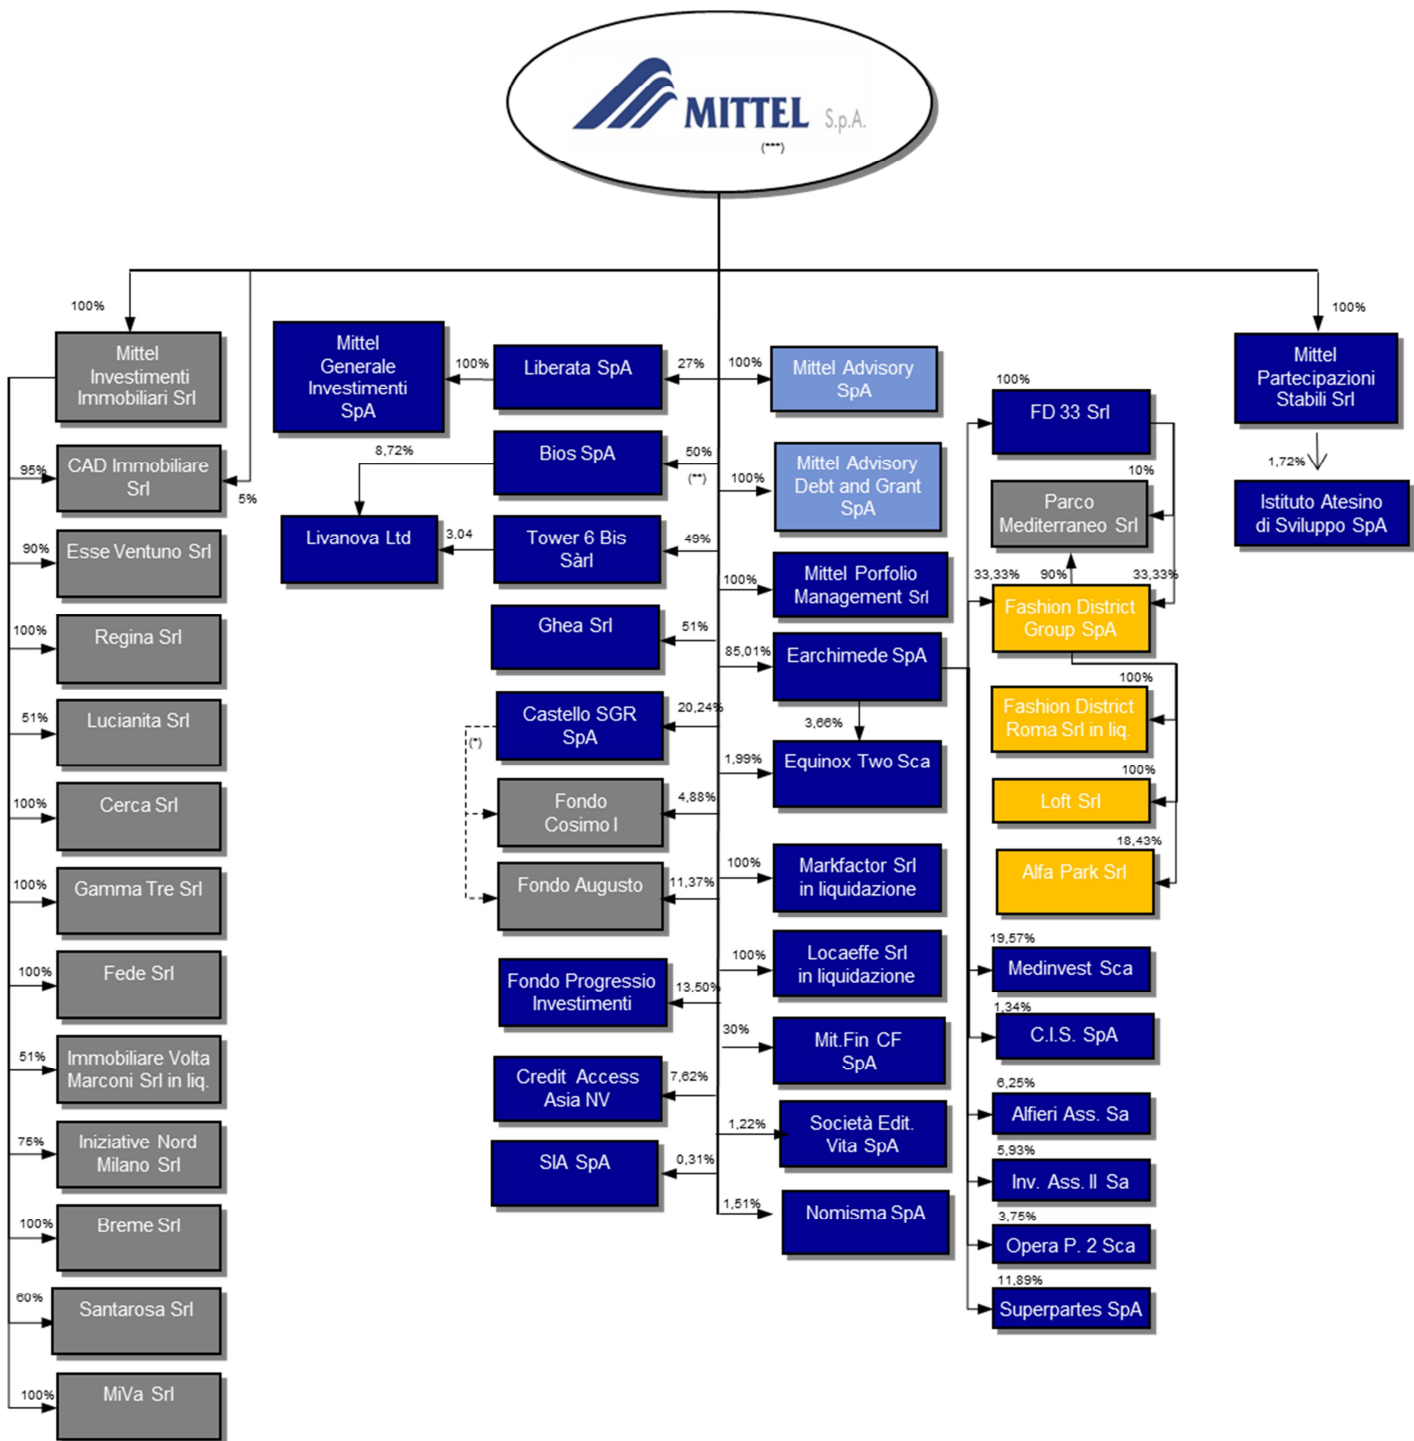 MITTEL S.p.A.
(***)
100%
Mittel
Investimenti
Immobiliari Srl
95%
CAD Immobiliare
Srl
5%
90%
Esse Ventuno Srl
100%
Regina Srl
51%
Lucianita Srl
100%
Cerca Srl
100%
Gamma Tre Srl
100%
Fede Srl
51%
Immobiliare Volta
Marconi Srl in liq.
75%
Iniziative Nord
Milano Srl
100%
Breme Srl
60%
Santarosa Srl
100%
MiVa Srl
Mittel
Generale
Investimenti
SpA
100%
Liberata SpA
27%
8,72%
Bios SpA
50%
(**)
Livanova Ltd
3.04
Tower 6 Bis
Sàrl
49%
Ghea Srl
51%
Castello SGR
SpA
20,24%
(*)
Fondo
Cosimo I
4,88%
Fondo Augusto
11,37%
Fondo Progressio
Investimenti
13.50%
Credit Access
Asia NV
7,62%
SIA SpA
0,31%
100%
Mittel Advisory
SpA
100%
Mittel Advisory
Debt and Grant
SpA
100%
Mittel Porfolio
Management Srl
85,01%
Earchimede SpA
3,66%
1,99%
Equinox Two Sca
100%
Markfactor Srl
in liquidazione
100%
Locaeffe Srl
in liquidazione
30%
Mit.Fin CF
SpA
1,22%
Società Edit.
Vita SpA
1,51%
Nomisma SpA
100%
FD 33 Srl
10%
Parco
Mediterraneo Srl
33,33%
90%
33,33%
Fashion District
Group SpA
100%
Fashion District
Roma Srl in liq.
100%
Loft Srl
18,43%
Alfa Park Srl
19,57%
Medinvest Sca
1,34%
C.I.S. SpA
6,25%
Alfieri Ass. Sa
5,93%
Inv. Ass. II Sa
3,75%
Opera P. 2 Sca
11,89%
Superpartes SpA
100%
Mittel
Partecipazioni
Stabili Srl
1,72%
Istituto Atesino
di Sviluppo SpA